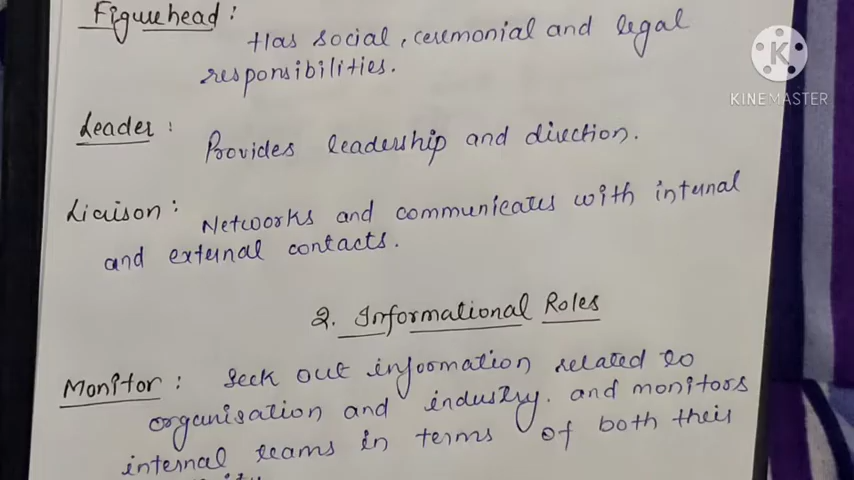 Figurehead :
Has social, ceremonial and legal
responsibilities.
Leader :
Provides leadership and direction.
Liaison :
Networks and communicates with internal
and external contacts.
2. Informational Roles
Monitor : Seek out information related to
organisation and industry. and monitors
internal teams in terms of both their
K
KINEMASTER